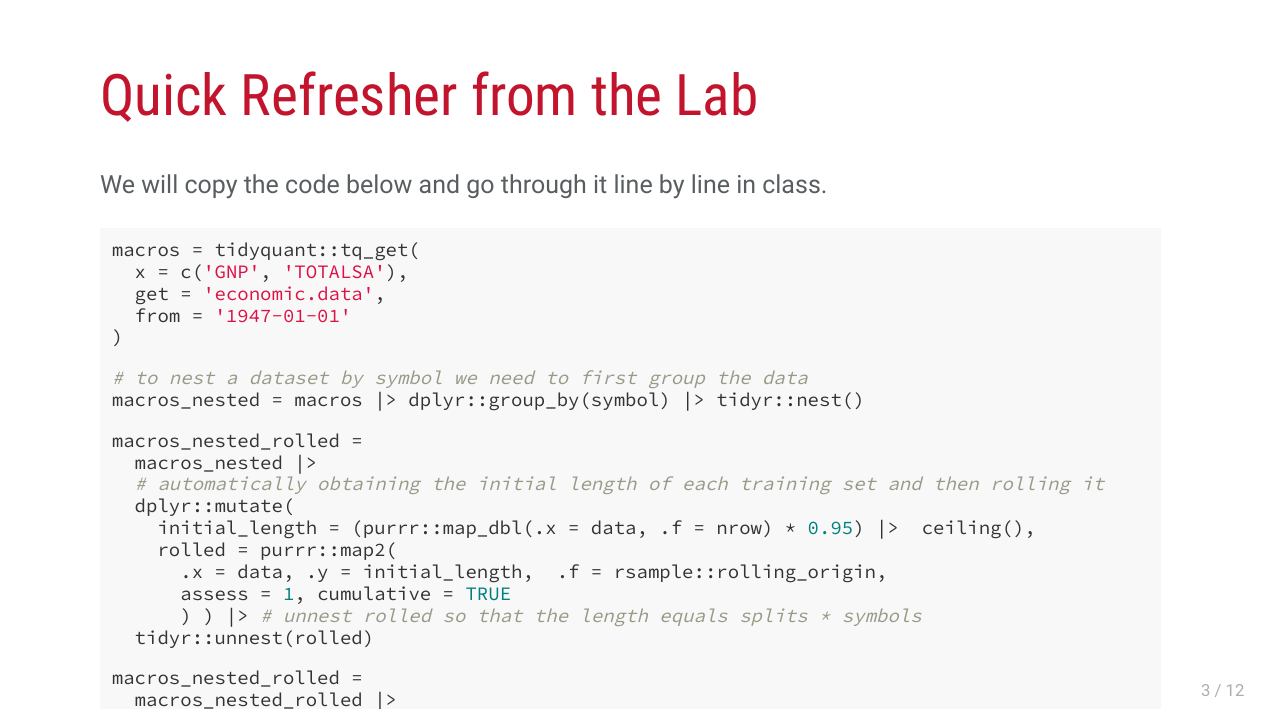 Quick Refresher from the Lab
We will copy the code below and go through it line by line in class.
macros = tidyquant::tq_get(
  x = c('GNP', 'TOTALSA'),
  get = 'economic.data',
  from = '1947-01-01'
)
# to nest a dataset by symbol we need to first group the data
macros_nested = macros |> dplyr::group_by(symbol) |> tidyr::nest()
macros_nested_rolled =
  macros_nested |>
  # automatically obtaining the initial length of each training set and then rolling it
  dplyr::mutate(
    initial_length = (purrr::map_dbl(.x = data, .f = nrow) * 0.95) |>  ceiling(),
    rolled = purrr::map2(
      .x = data, .y = initial_length,  .f = rsample::rolling_origin,
      assess = 1, cumulative = TRUE
      ) ) |> # unnest rolled so that the length equals splits * symbols
  tidyr::unnest(rolled)
macros_nested_rolled =
  macros_nested_rolled |>
3 / 12